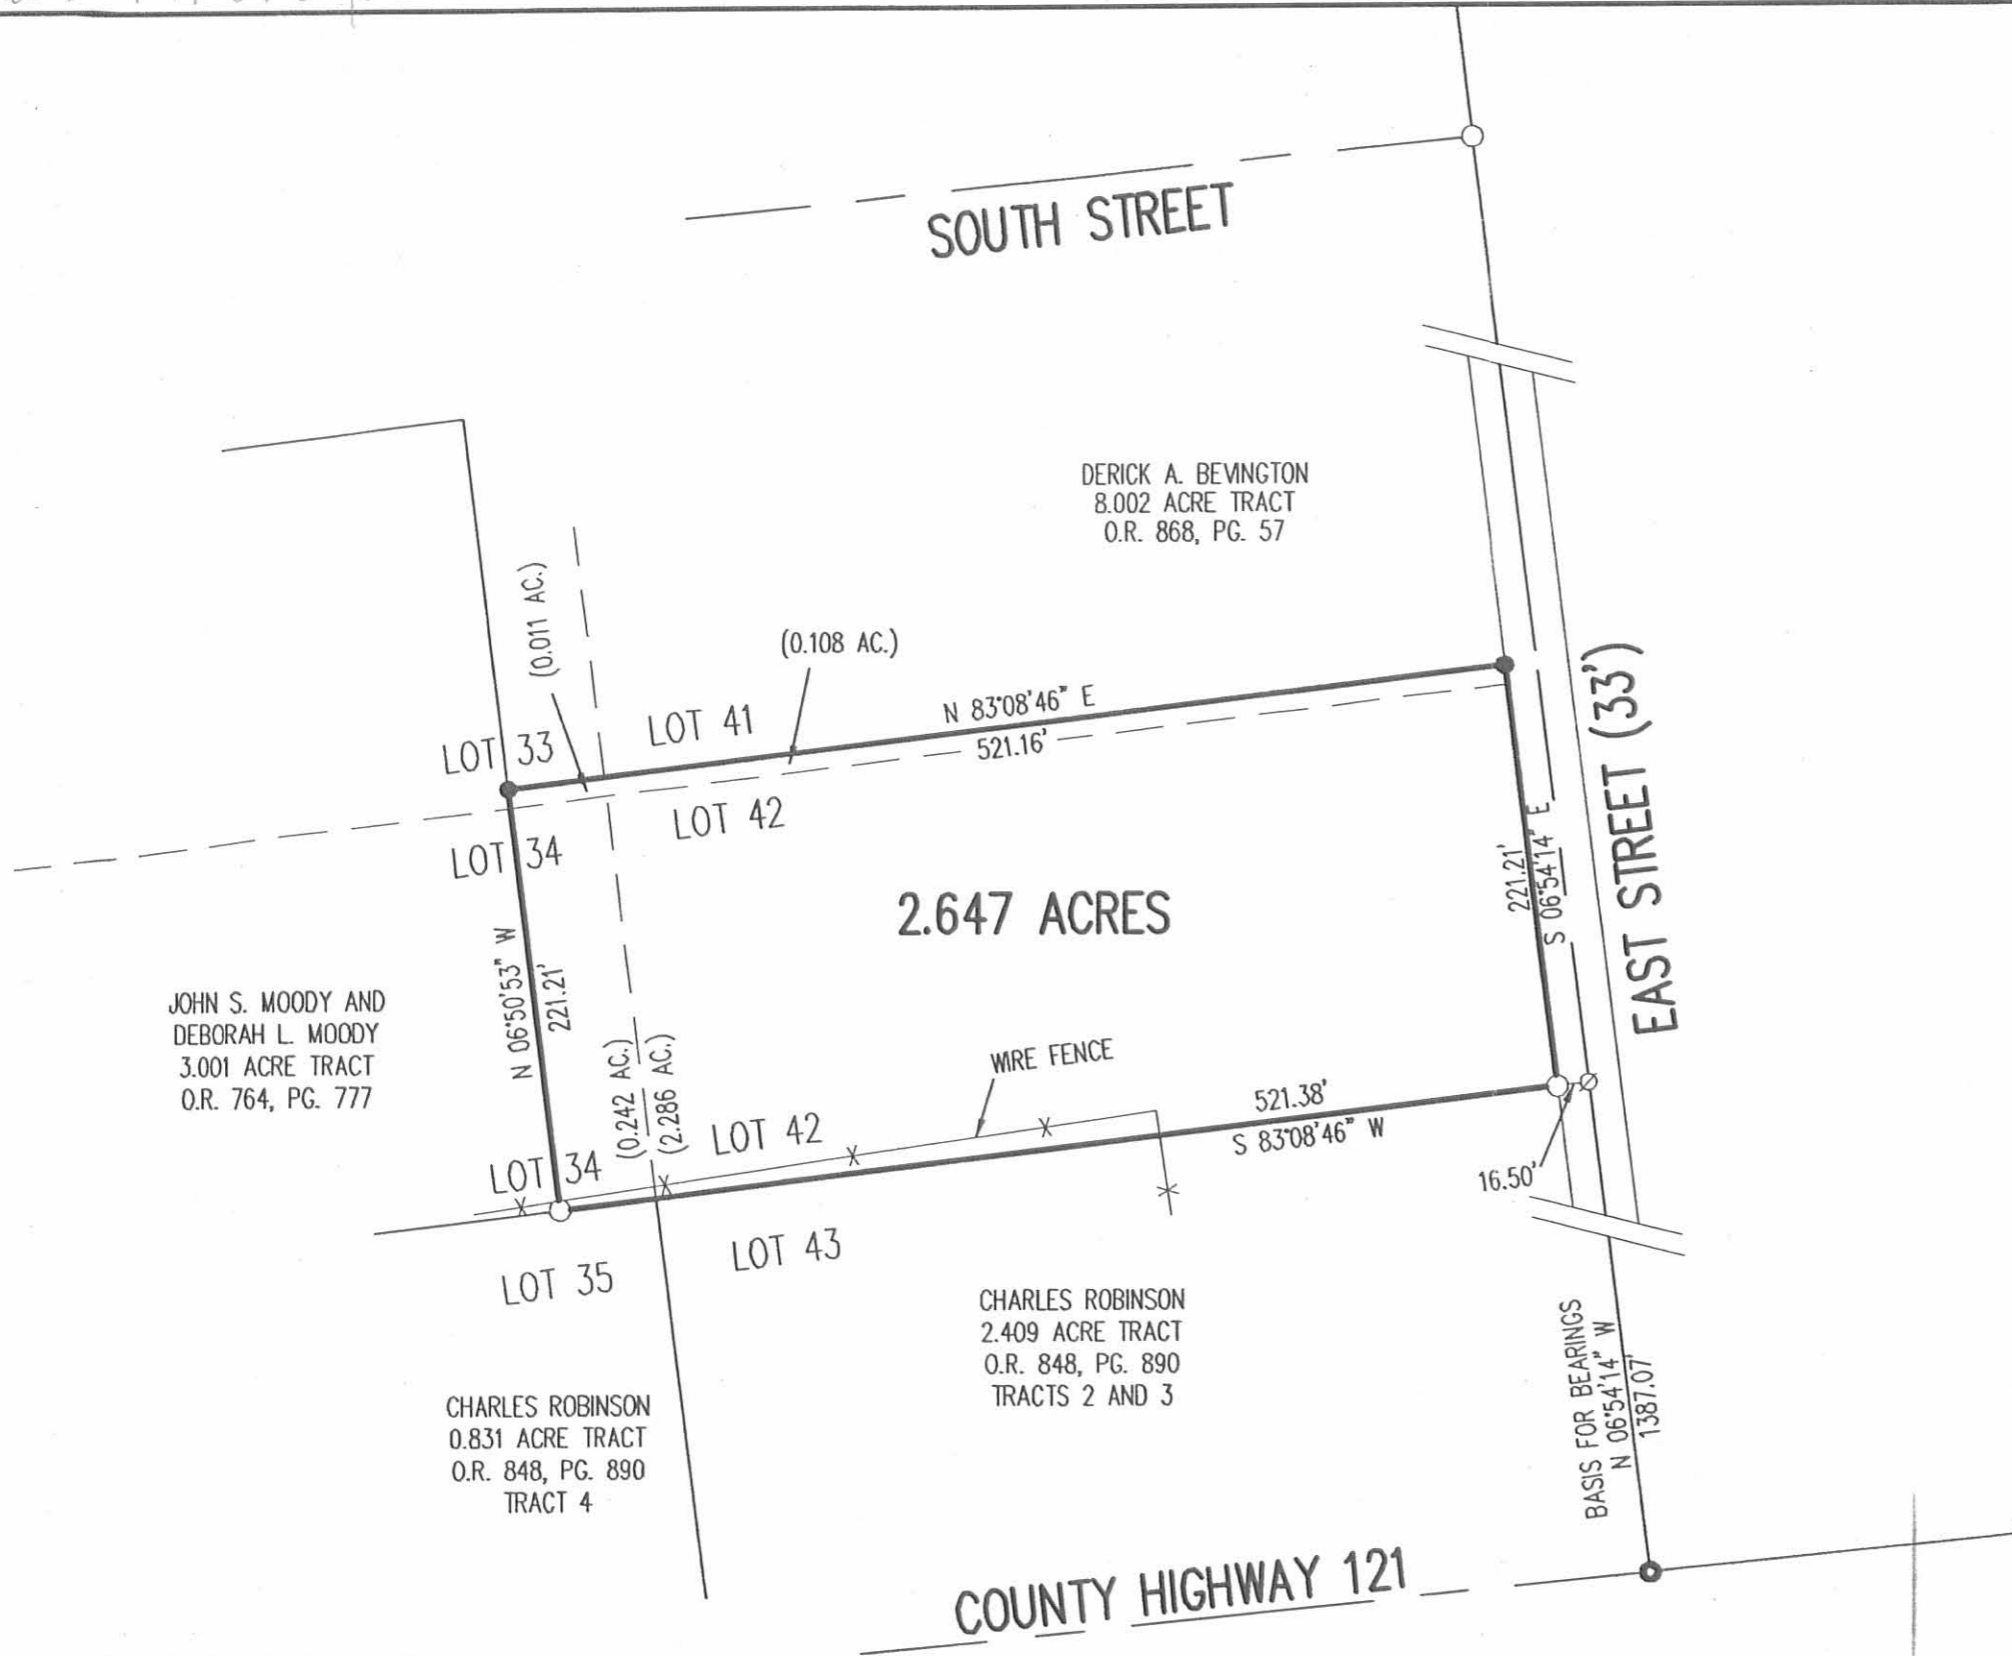 SOUTH STREET
DERICK A. BEVINGTON
8.002 ACRE TRACT
O.R. 868, PG. 57
(0.011 AC.)
(0.108 AC.)
LOT 33
LOT 41
N 83°08'46" E
521.16'
LOT 42
LOT 34
2.647 ACRES
221.21'
S 06°54'14" E
EAST STREET (33')
N 06°50'53" W
221.21'
JOHN S. MOODY AND
DEBORAH L. MOODY
3.001 ACRE TRACT
O.R. 764, PG. 777
(0.242 AC.)
(2.286 AC.)
WIRE FENCE
521.38'
S 83°08'46" W
LOT 42
LOT 34
16.50'
LOT 43
LOT 35
CHARLES ROBINSON
2.409 ACRE TRACT
O.R. 848, PG. 890
TRACTS 2 AND 3
CHARLES ROBINSON
0.831 ACRE TRACT
O.R. 848, PG. 890
TRACT 4
BASIS FOR BEARINGS
N 06°54'14" W
1387.07'
COUNTY HIGHWAY 121